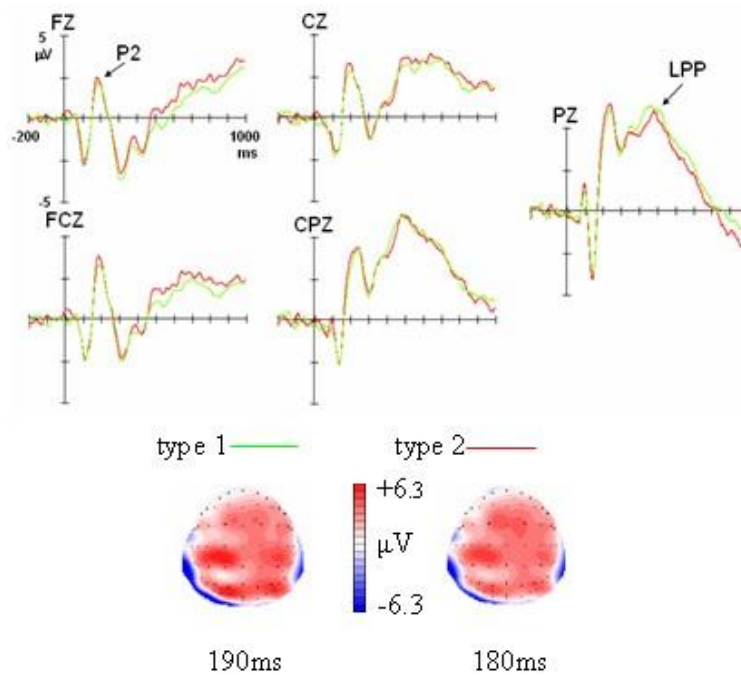 FZ
5
μV
P2
-200
1000
ms
-5
CZ
LPP
PZ
FCZ
CPZ
type 1
type 2
+6.3
μV
-6.3
190ms
180ms